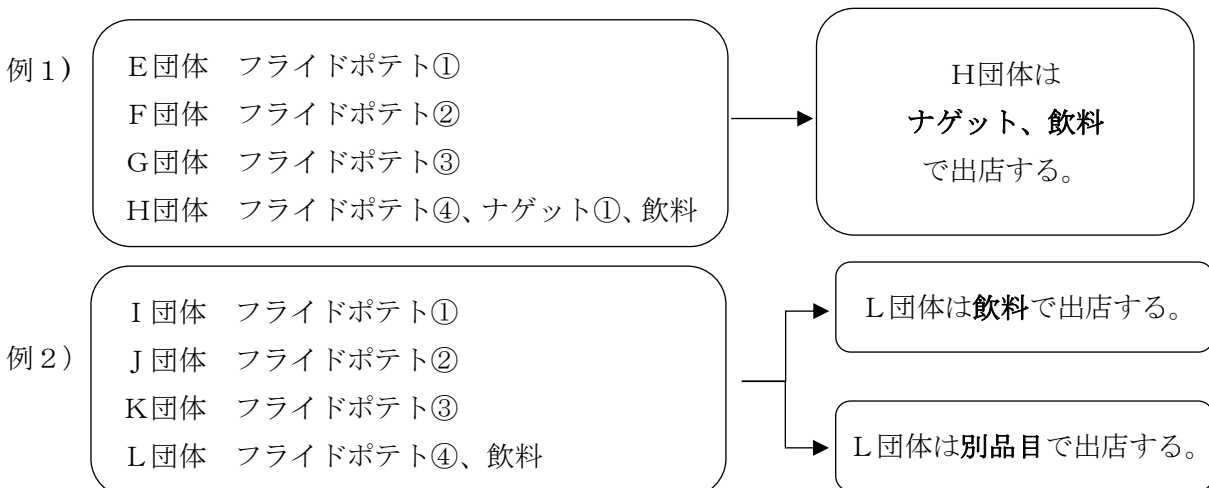 例１）
Ｅ団体　フライドポテト①
Ｆ団体　フライドポテト②
Ｇ団体　フライドポテト③
Ｈ団体　フライドポテト④、ナゲット①、飲料
Ｈ団体は
ナゲット、飲料
で出店する。
例２）
Ｉ団体　フライドポテト①
Ｊ団体　フライドポテト②
Ｋ団体　フライドポテト③
Ｌ団体　フライドポテト④、飲料
Ｌ団体は飲料で出店する。
Ｌ団体は別品目で出店する。